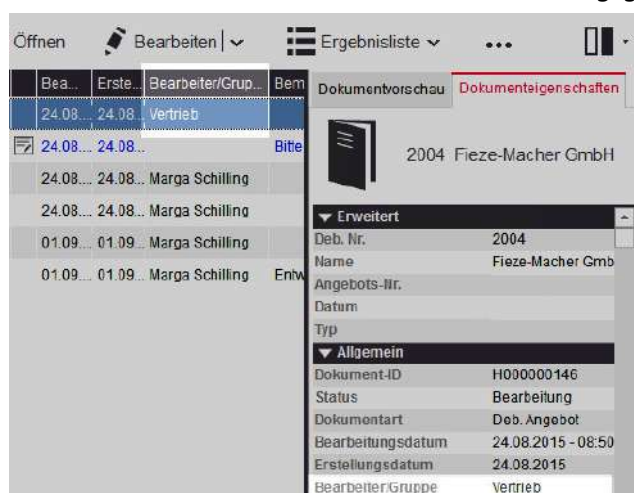 Öffnen Bearbeiten Ergebnisliste ...
Bea... Erste... Bearbeiter/Grup... Bem
24.08.... 24.08... Vertrieb
24.08.... 24.08... Bitte
24.08.... 24.08... Marga Schilling
24.08.... 24.08... Marga Schilling
01.09.... 01.09... Marga Schilling
01.09.... 01.09... Marga Schilling Entw
Dokumentvorschau Dokumenteigenschaften
2004 Fieze-Macher GmbH
Erweitert
Deb. Nr. 2004
Name Fieze-Macher Gmb
Angebots-Nr.
Datum
Typ
Allgemein
Dokument-ID H000000146
Status Bearbeitung
Dokumentart Deb. Angebot
Bearbeitungsdatum 24.08.2015 - 08:50
Erstellungsdatum 24.08.2015
Bearbeiter/Gruppe Vertrieb